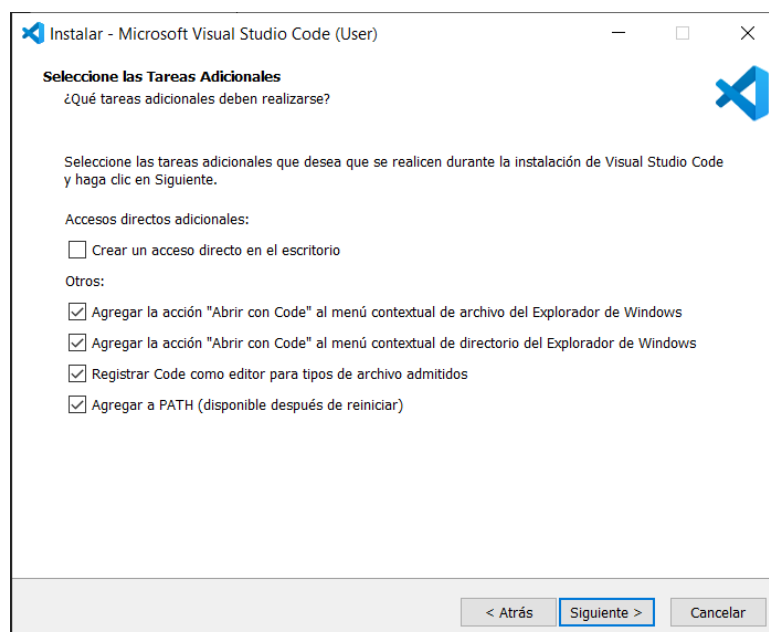 Instalar - Microsoft Visual Studio Code (User)
Seleccione las Tareas Adicionales
¿Qué tareas adicionales deben realizarse?
Seleccione las tareas adicionales que desea que se realicen durante la instalación de Visual Studio Code
y haga clic en Siguiente.
Accesos directos adicionales:
Crear un acceso directo en el escritorio
Otros:
Agregar la acción "Abrir con Code" al menú contextual de archivo del Explorador de Windows
Agregar la acción "Abrir con Code" al menú contextual de directorio del Explorador de Windows
Registrar Code como editor para tipos de archivo admitidos
Agregar a PATH (disponible después de reiniciar)
< Atrás Siguiente > Cancelar